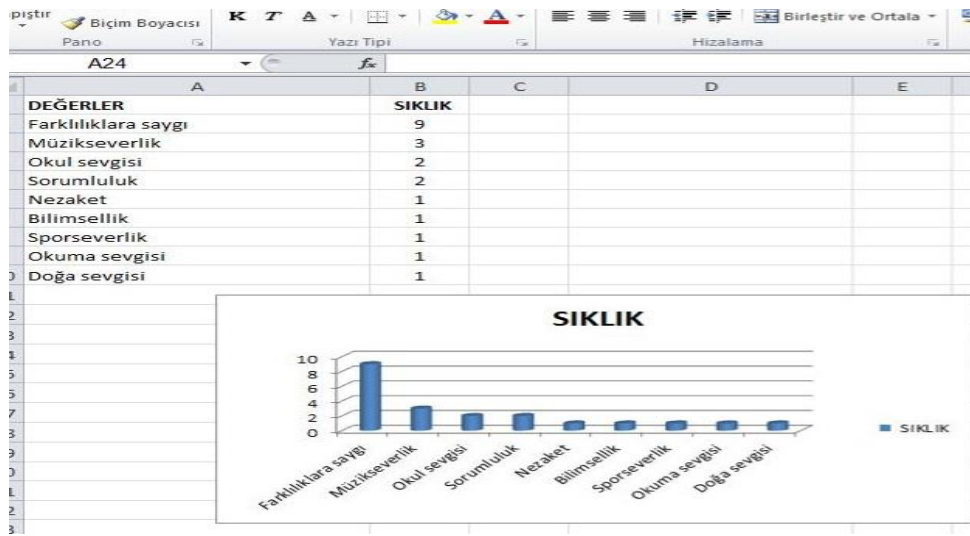 Biçim Boyacısı
K T A A
Birleştir ve Ortala
Pano
Yazı Tipi
Hizalama
A24
fx
A B C D E
DEĞERLER SIKLIK
Farklılıklara saygı 9
Müzikseverlik 3
Okul sevgisi 2
Sorumluluk 2
Nezaket 1
Bilimsellik 1
Sporseverlik 1
Okuma sevgisi 1
Doğa sevgisi 1
SIKLIK
10
8
6
4
2
0
Farklılıklara saygı
Müzikseverlik
Okul sevgisi
Sorumluluk
Nezaket
Bilimsellik
Sporseverlik
Okuma sevgisi
Doğa sevgisi
SIKLIK